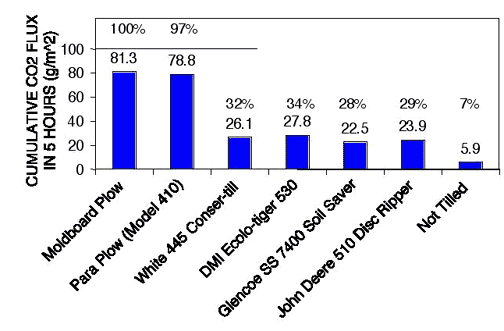 100% 97%
81.3 78.8
32% 34% 28% 29% 7%
26.1 27.8 22.5 23.9 5.9
CUMULATIVE CO2 FLUX
IN 5 HOURS (g/m^2)
100
80
60
40
20
0
Moldboard Plow
Para Plow (Model 410)
White 445 Conser-till
DMI Ecolo-tiger 530
Glencoe SS 7400 Soil Saver
John Deere 510 Disc Ripper
Not Tilled